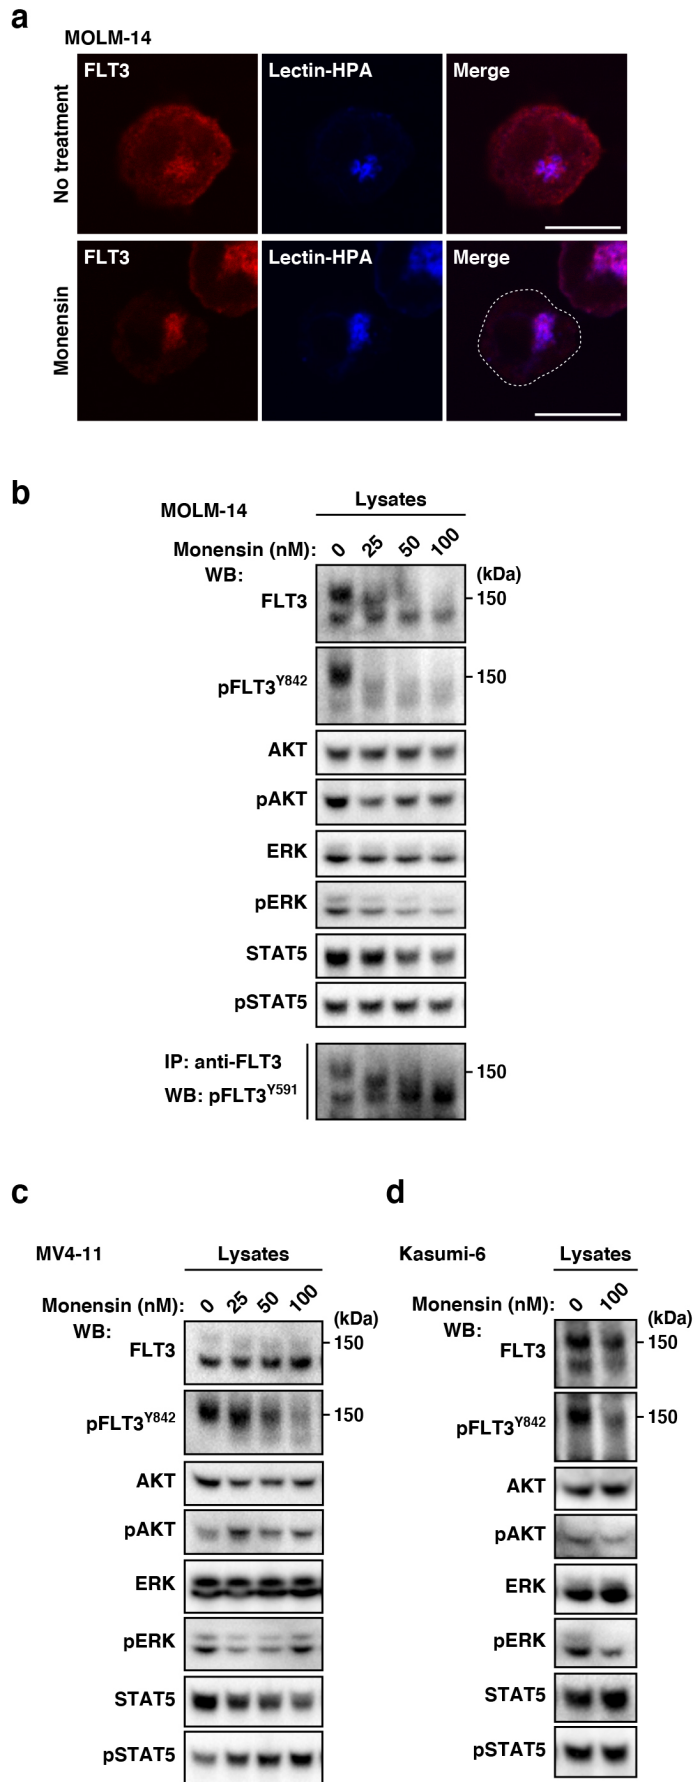 a
MOLM-14
No treatment
FLT3
Lectin-HPA
Merge
Monensin
FLT3
Lectin-HPA
Merge
b
MOLM-14
Lysates
Monensin (nM): 0 25 50 100
WB:
(kDa)
FLT3
150
pFLT3Y842
150
AKT
pAKT
ERK
pERK
STAT5
pSTAT5
IP: anti-FLT3
WB: pFLT3Y591
150
c
MV4-11
Lysates
Monensin (nM): 0 25 50 100
WB:
(kDa)
FLT3
150
pFLT3Y842
150
AKT
pAKT
ERK
pERK
STAT5
pSTAT5
d
Kasumi-6
Lysates
Monensin (nM): 0 100
WB:
(kDa)
FLT3
150
pFLT3Y842
150
AKT
pAKT
ERK
pERK
STAT5
pSTAT5